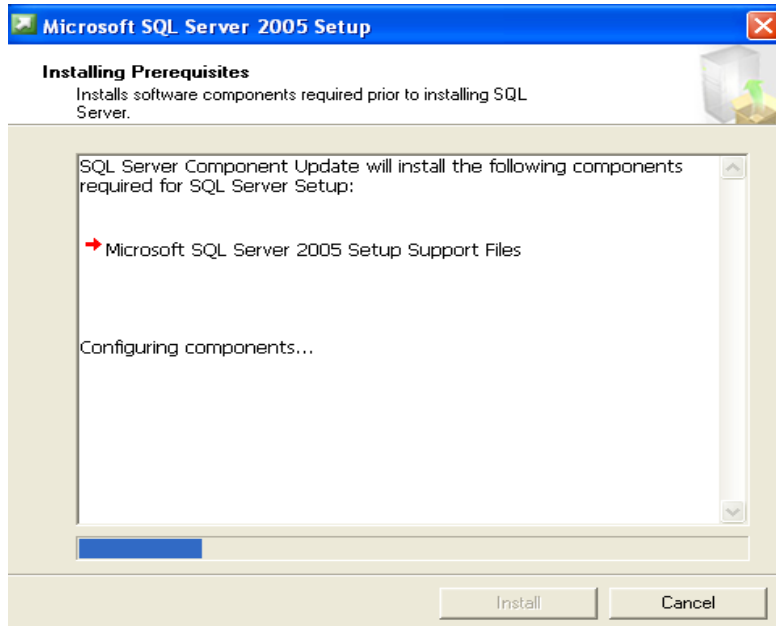 Microsoft SQL Server 2005 Setup
Installing Prerequisites
Installs software components required prior to installing SQL
Server.
SQL Server Component Update will install the following components
required for SQL Server Setup:
Microsoft SQL Server 2005 Setup Support Files
Configuring components...
Install
Cancel